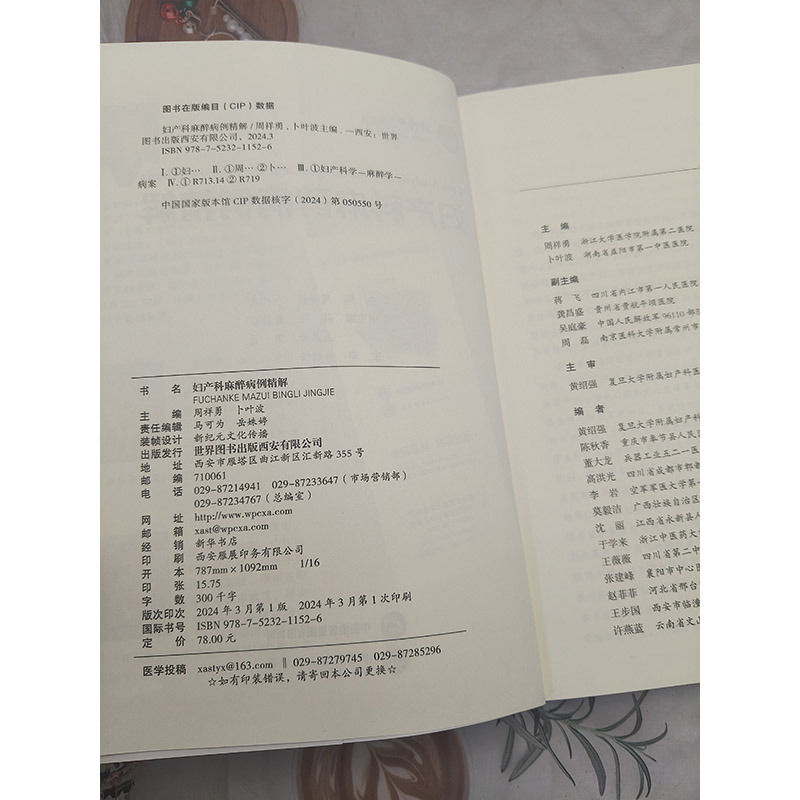 图书在版编目（CIP）数据
妇产科麻醉病例精解 / 周祥勇，卜叶波主编 . —西安：世界
图书出版西安有限公司，2024.3
ISBN 978-7-5232-1152-6
Ⅰ. ①妇… Ⅱ. ①周… ②卜… Ⅲ. ①妇产科学—麻醉学—
病案 Ⅳ. ① R713.14 ② R719
中国国家版本馆 CIP 数据核字（2024）第 050550 号
书 名 妇产科麻醉病例精解
FUCHANKE MAZUI BINGLI JINGJIE
主 编 周祥勇 卜叶波
责任编辑 马可为 岳姝婷
装帧设计 新纪元文化传播
出版发行 世界图书出版西安有限公司
地 址 西安市雁塔区曲江新区汇新路 355 号
邮 编 710061
电 话 029-87214941 029-87233647（市场营销部）
029-87234767（总编室）
网 址 http://www.wpcxa.com
邮 箱 xast@wpcxa.com
经 销 新华书店
印 刷 西安雁展印务有限公司
开 本 787mm×1092mm 1/16
印 张 15.75
字 数 300 千字
版次印次 2024 年 3 月第 1 版 2024 年 3 月第 1 次印刷
国际书号 ISBN 978-7-5232-1152-6
定 价 78.00 元
医学投稿 xastyx@163.com ‖ 029-87279745 029-87285296
☆如有印装错误，请寄回本公司更换☆
主 编
周祥勇 浙江大学医学院附属第二医院
卜叶波 湖南省益阳市第一中医医院
副主编
蒋 飞 四川省内江市第一人民医院
龚昌盛 贵州省贵航平坝医院
吴庭豪 中国人民解放军 96110 部
周 磊 南京医科大学附属常州市
主 审
黄绍强 复旦大学附属妇产科医
编 者
黄绍强 复旦大学附属妇产科
陈秋香 重庆市奉节县人民医
董大龙 兵器工业五二一医
高洪光 四川省成都市郫都
李 岩 空军军医大学第一
莫毅洁 广西壮族自治区
沈 丽 江西省永新县人
于学来 浙江中医药大
王薇薇 四川省第二中
张建峰 襄阳市中心医
赵菲菲 河北省邢台
王步国 西安市临潼
许燕蓝 云南省文山